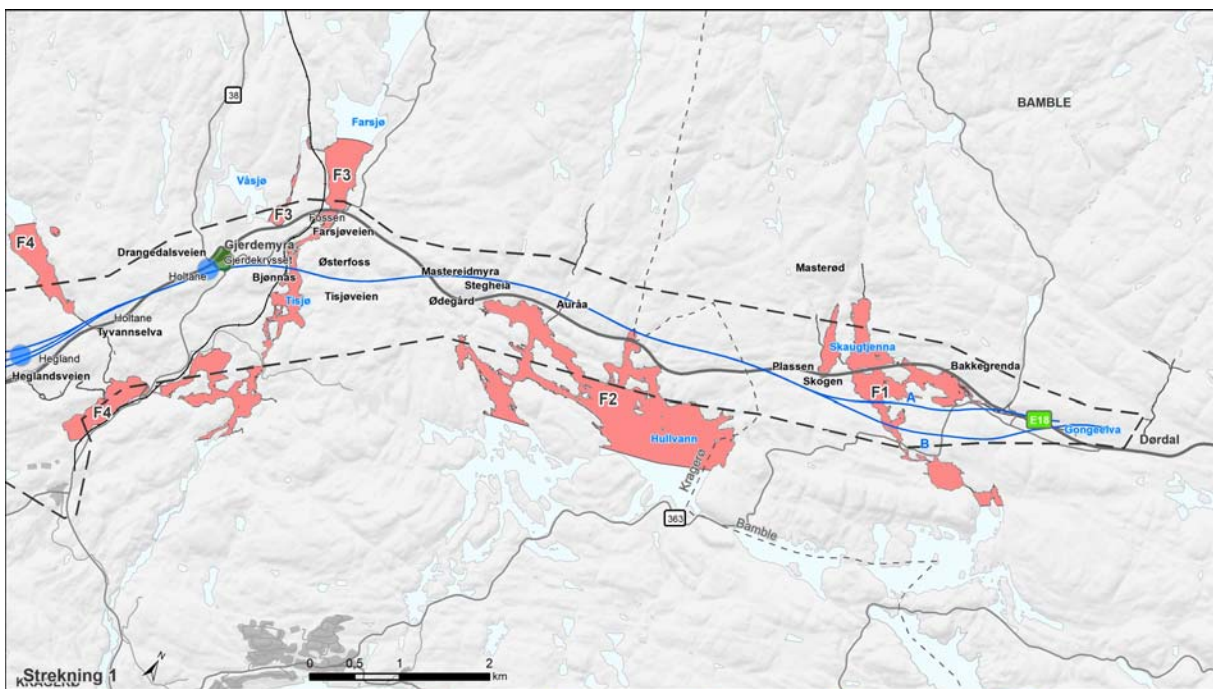 BAMBLE
38
Farsjø
F3
Våsjø
F3
Fossen
Farsjøveien
F4
Drangedalsveien
Gjerdemyra
Gjerdekrysset
Holtane
Bjønnås
Østerfoss
Mastereidmyra
Stegheia
Masterød
Tisjø
Tisjøveien
Ødegård
Auråa
Holtane
Tyvannselva
Skaugtjenna
Hegland
Heglandsveien
Plassen
Bakkegrenda
Skogen
F1
A
F4
F2
E18
Gongeelva
Hullvann
B
Dørdal
Kragerø
363
Bamble
Strekning 1
N
0 0,5 1 2
km
KRAGERØ